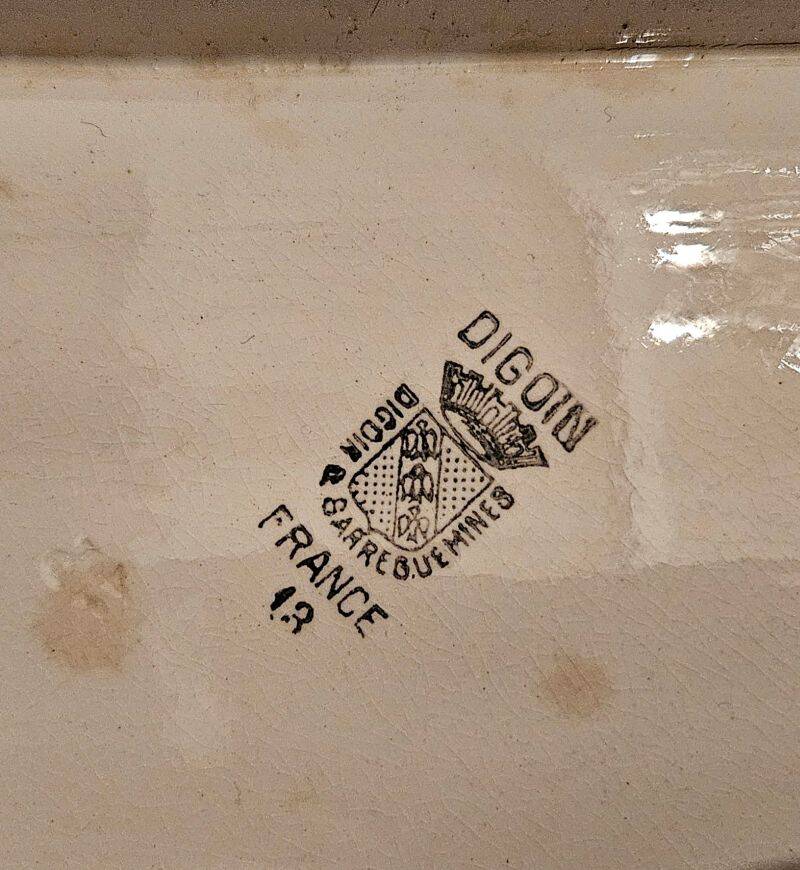 DIGOIN
DIGOIN & SARREGUEMINES
FRANCE
13